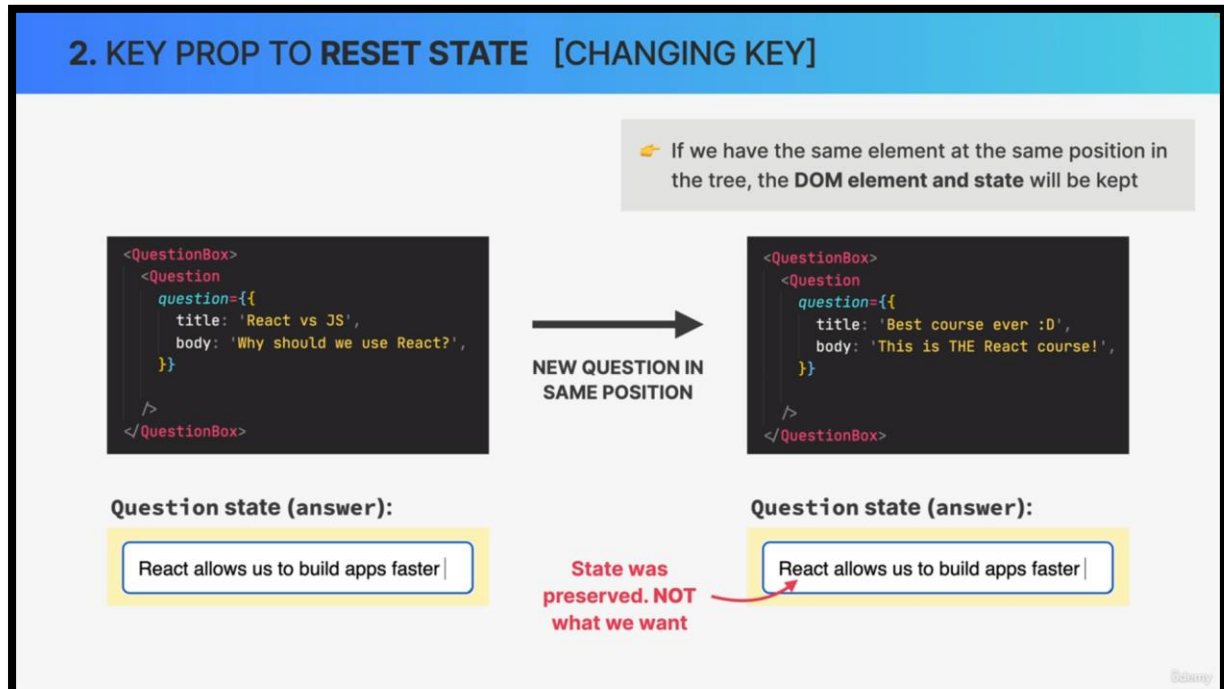 2. KEY PROP TO RESET STATE [CHANGING KEY]
👉 If we have the same element at the same position in
the tree, the DOM element and state will be kept
<QuestionBox>
<Question
question={{
title: 'React vs JS',
body: 'Why should we use React?',
}}
/>
</QuestionBox>
NEW QUESTION IN
SAME POSITION
<QuestionBox>
<Question
question={{
title: 'Best course ever :D',
body: 'This is THE React course!',
}}
/>
</QuestionBox>
Question state (answer):
React allows us to build apps faster
State was
preserved. NOT
what we want
Question state (answer):
React allows us to build apps faster
Udemy